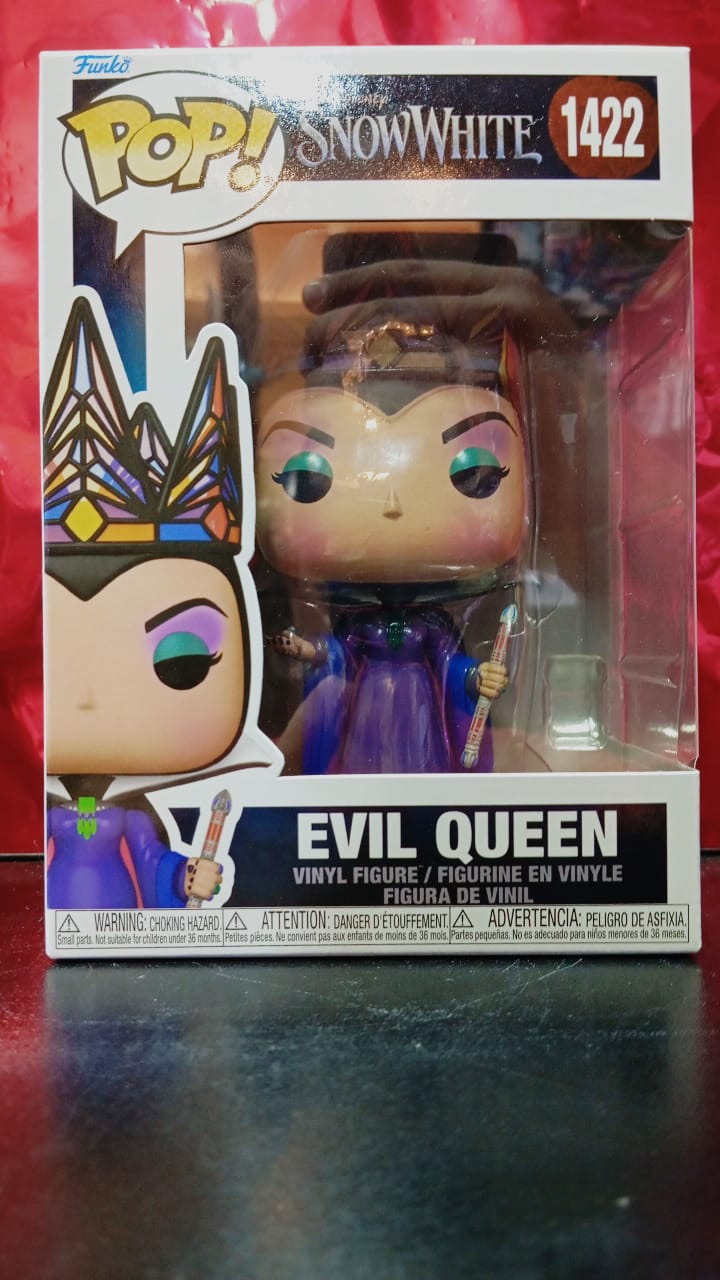 Funko
POP!
DISNEY
SNOW WHITE
1422
EVIL QUEEN
VINYL FIGURE / FIGURINE EN VINYLE
FIGURA DE VINIL
WARNING: CHOKING HAZARD.
Small parts. Not suitable for children under 36 months.
ATTENTION: DANGER D'ÉTOUFFEMENT.
Petites pièces. Ne convient pas aux enfants de moins de 36 mois.
ADVERTENCIA: PELIGRO DE ASFIXIA.
Partes pequeñas. No es adecuado para niños menores de 36 meses.